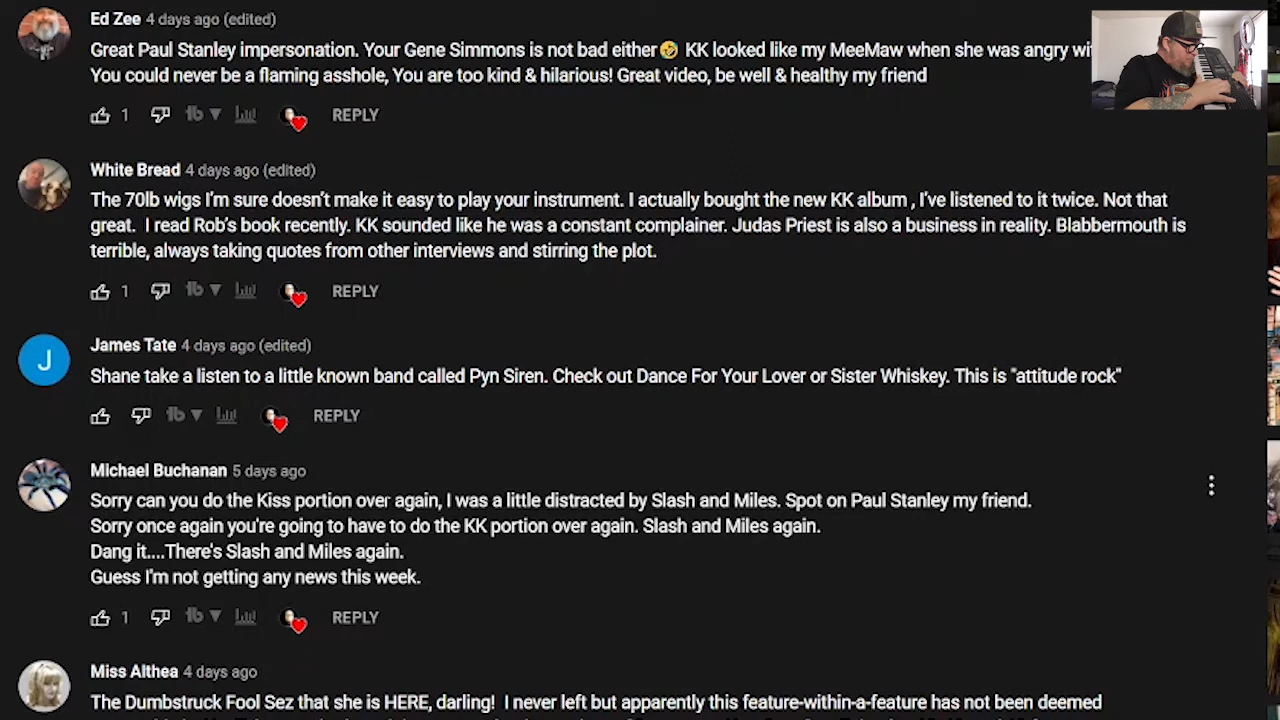 Ed Zee 4 days ago (edited)
Great Paul Stanley impersonation. Your Gene Simmons is not bad either🤣 KK looked like my MeeMaw when she was angry
You could never be a flaming asshole, You are too kind & hilarious! Great video, be well & healthy my friend
1 REPLY
White Bread 4 days ago (edited)
The 70lb wigs I'm sure doesn't make it easy to play your instrument. I actually bought the new KK album , I've listened to it twice. Not that
great. I read Rob's book recently. KK sounded like he was a constant complainer. Judas Priest is also a business in reality. Blabbermouth is
terrible, always taking quotes from other interviews and stirring the plot.
1 REPLY
J
James Tate 4 days ago (edited)
Shane take a listen to a little known band called Pyn Siren. Check out Dance For Your Lover or Sister Whiskey. This is "attitude rock"
REPLY
Michael Buchanan 5 days ago
Sorry can you do the Kiss portion over again, I was a little distracted by Slash and Miles. Spot on Paul Stanley my friend.
Sorry once again you're going to have to do the KK portion over again. Slash and Miles again.
Dang it....There's Slash and Miles again.
Guess I'm not getting any news this week.
1 REPLY
Miss Althea 4 days ago
The Dumbstruck Fool Sez that she is HERE, darling! I never left but apparently this feature-within-a-feature has not been deemed